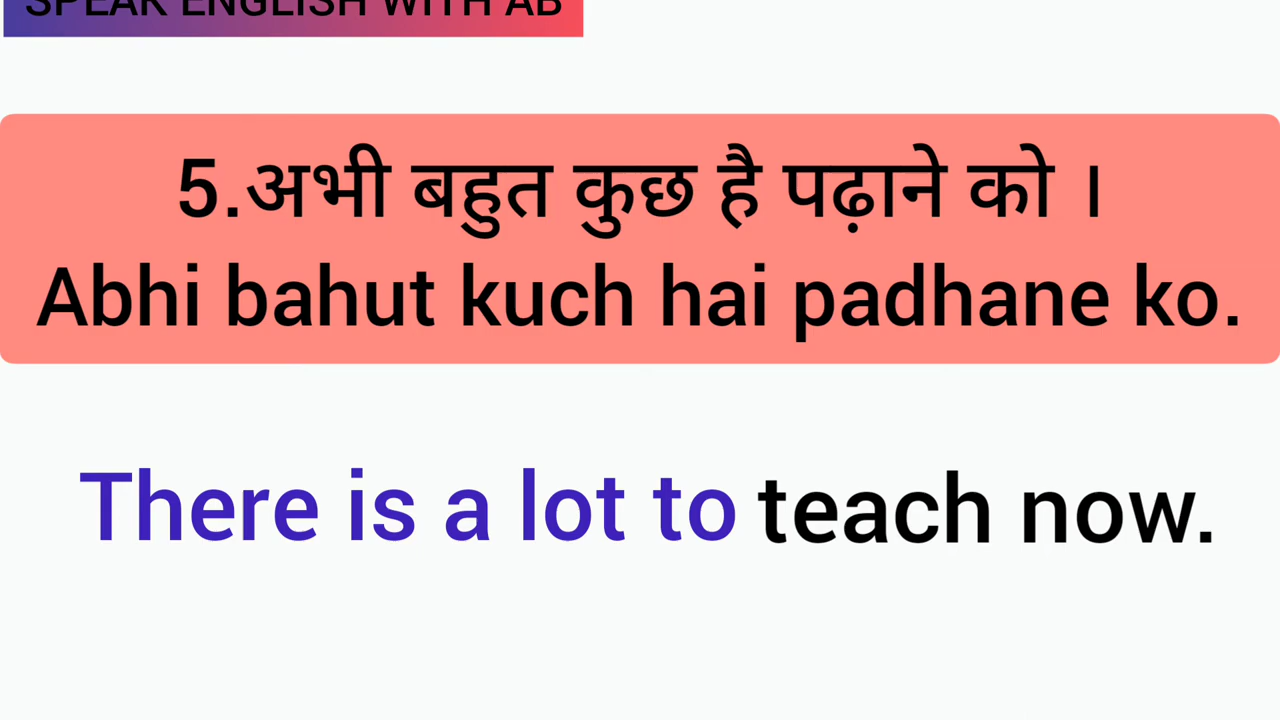 SPEAK ENGLISH WITH AB
5.अभी बहुत कुछ है पढ़ाने को ।
Abhi bahut kuch hai padhane ko.
There is a lot to teach now.